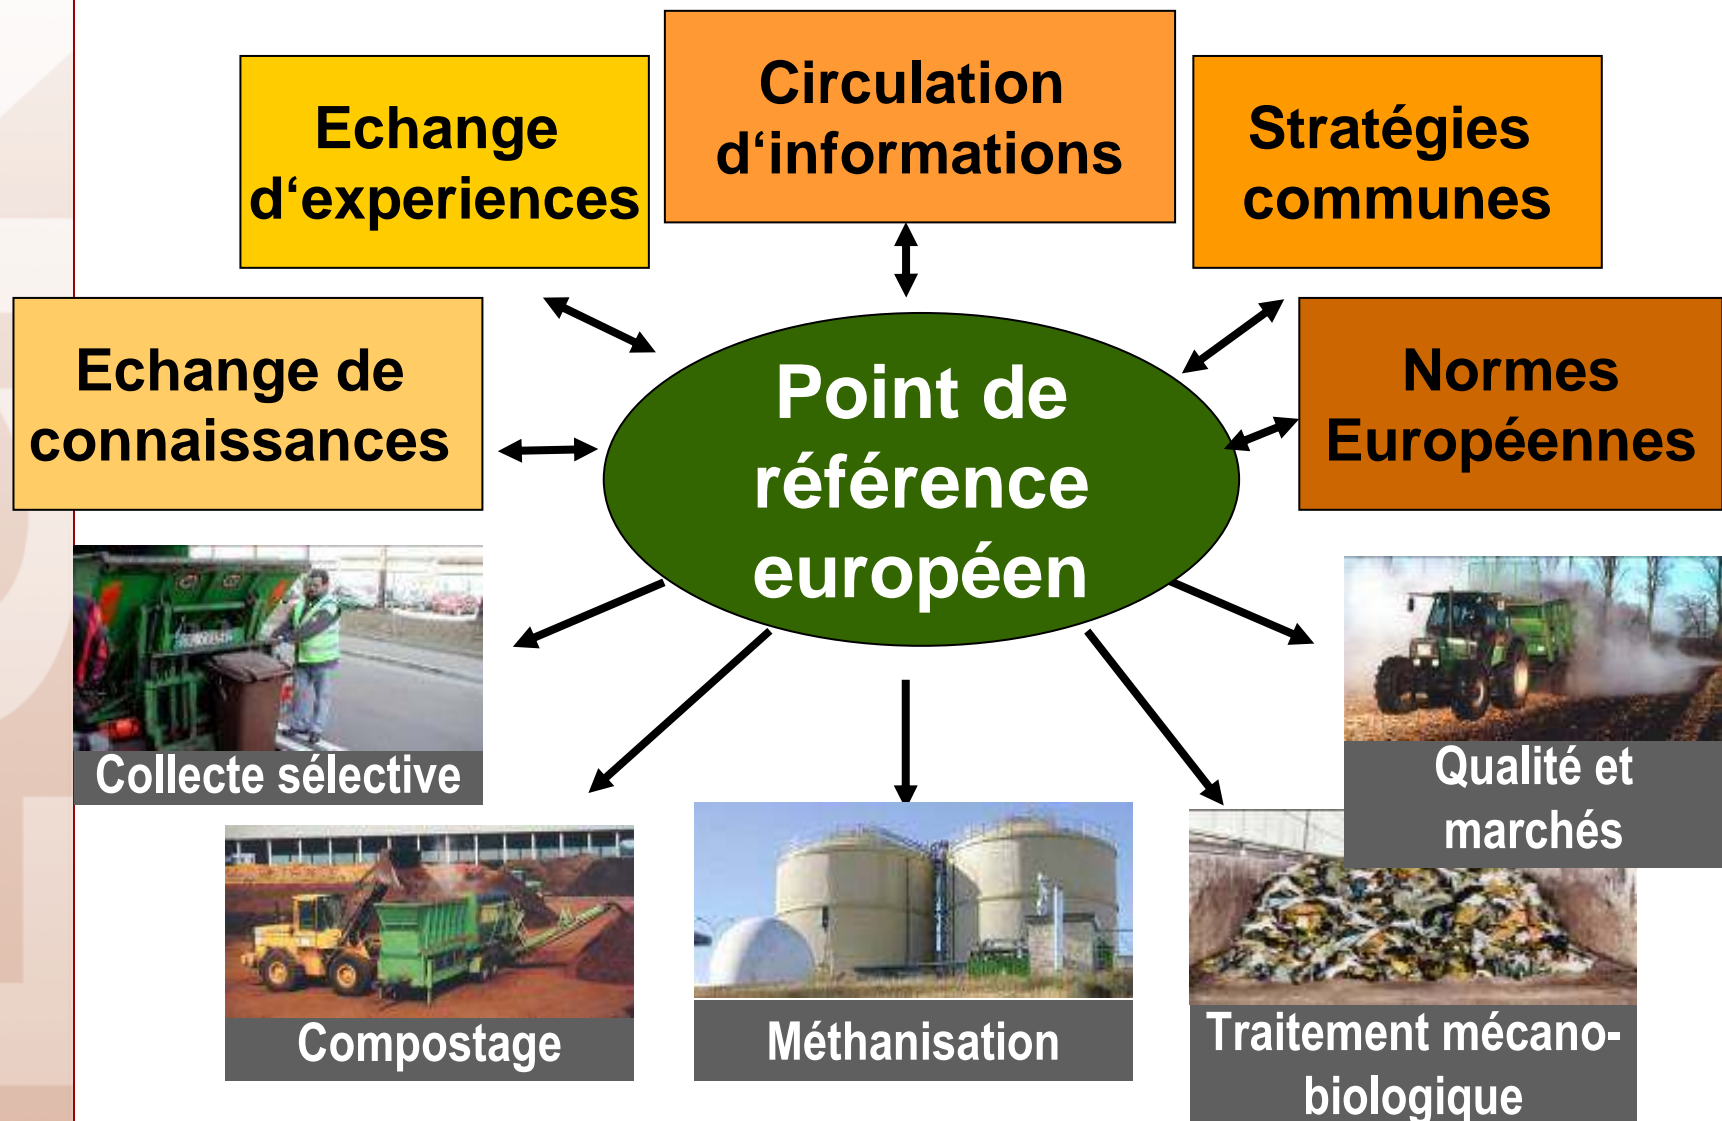 Circulation
d‘informations
Echange
d‘experiences
Stratégies
communes
Echange de
connaissances
Normes
Européennes
Point de
référence
européen
Collecte sélective
Qualité et
marchés
Compostage
Méthanisation
Traitement mécano-
biologique